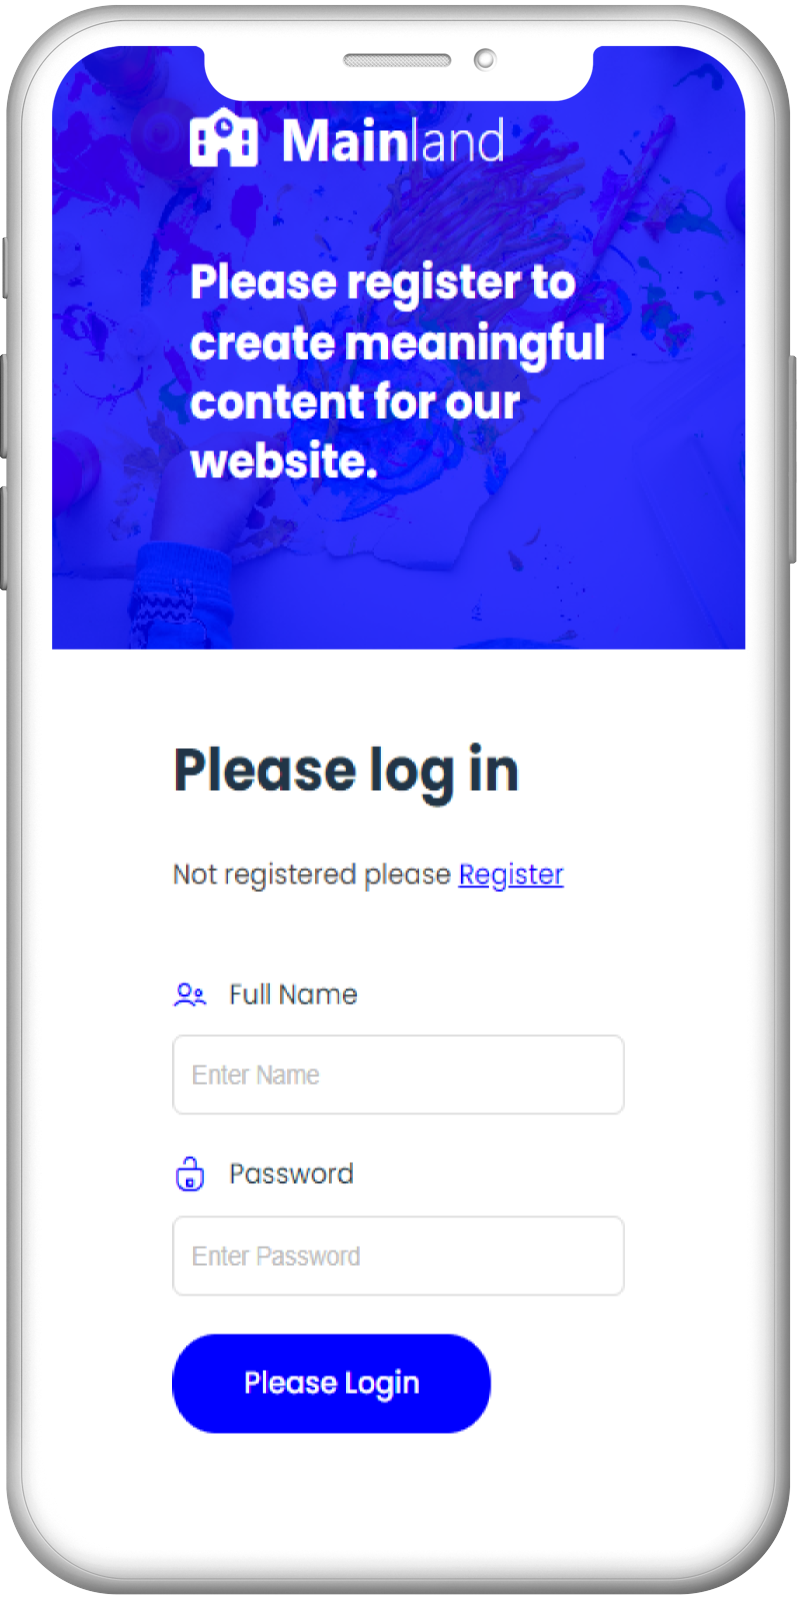 Mainland
Please register to
create meaningful
content for our
website.
Please log in
Not registered please Register
Full Name
Enter Name
Password
Enter Password
Please Login